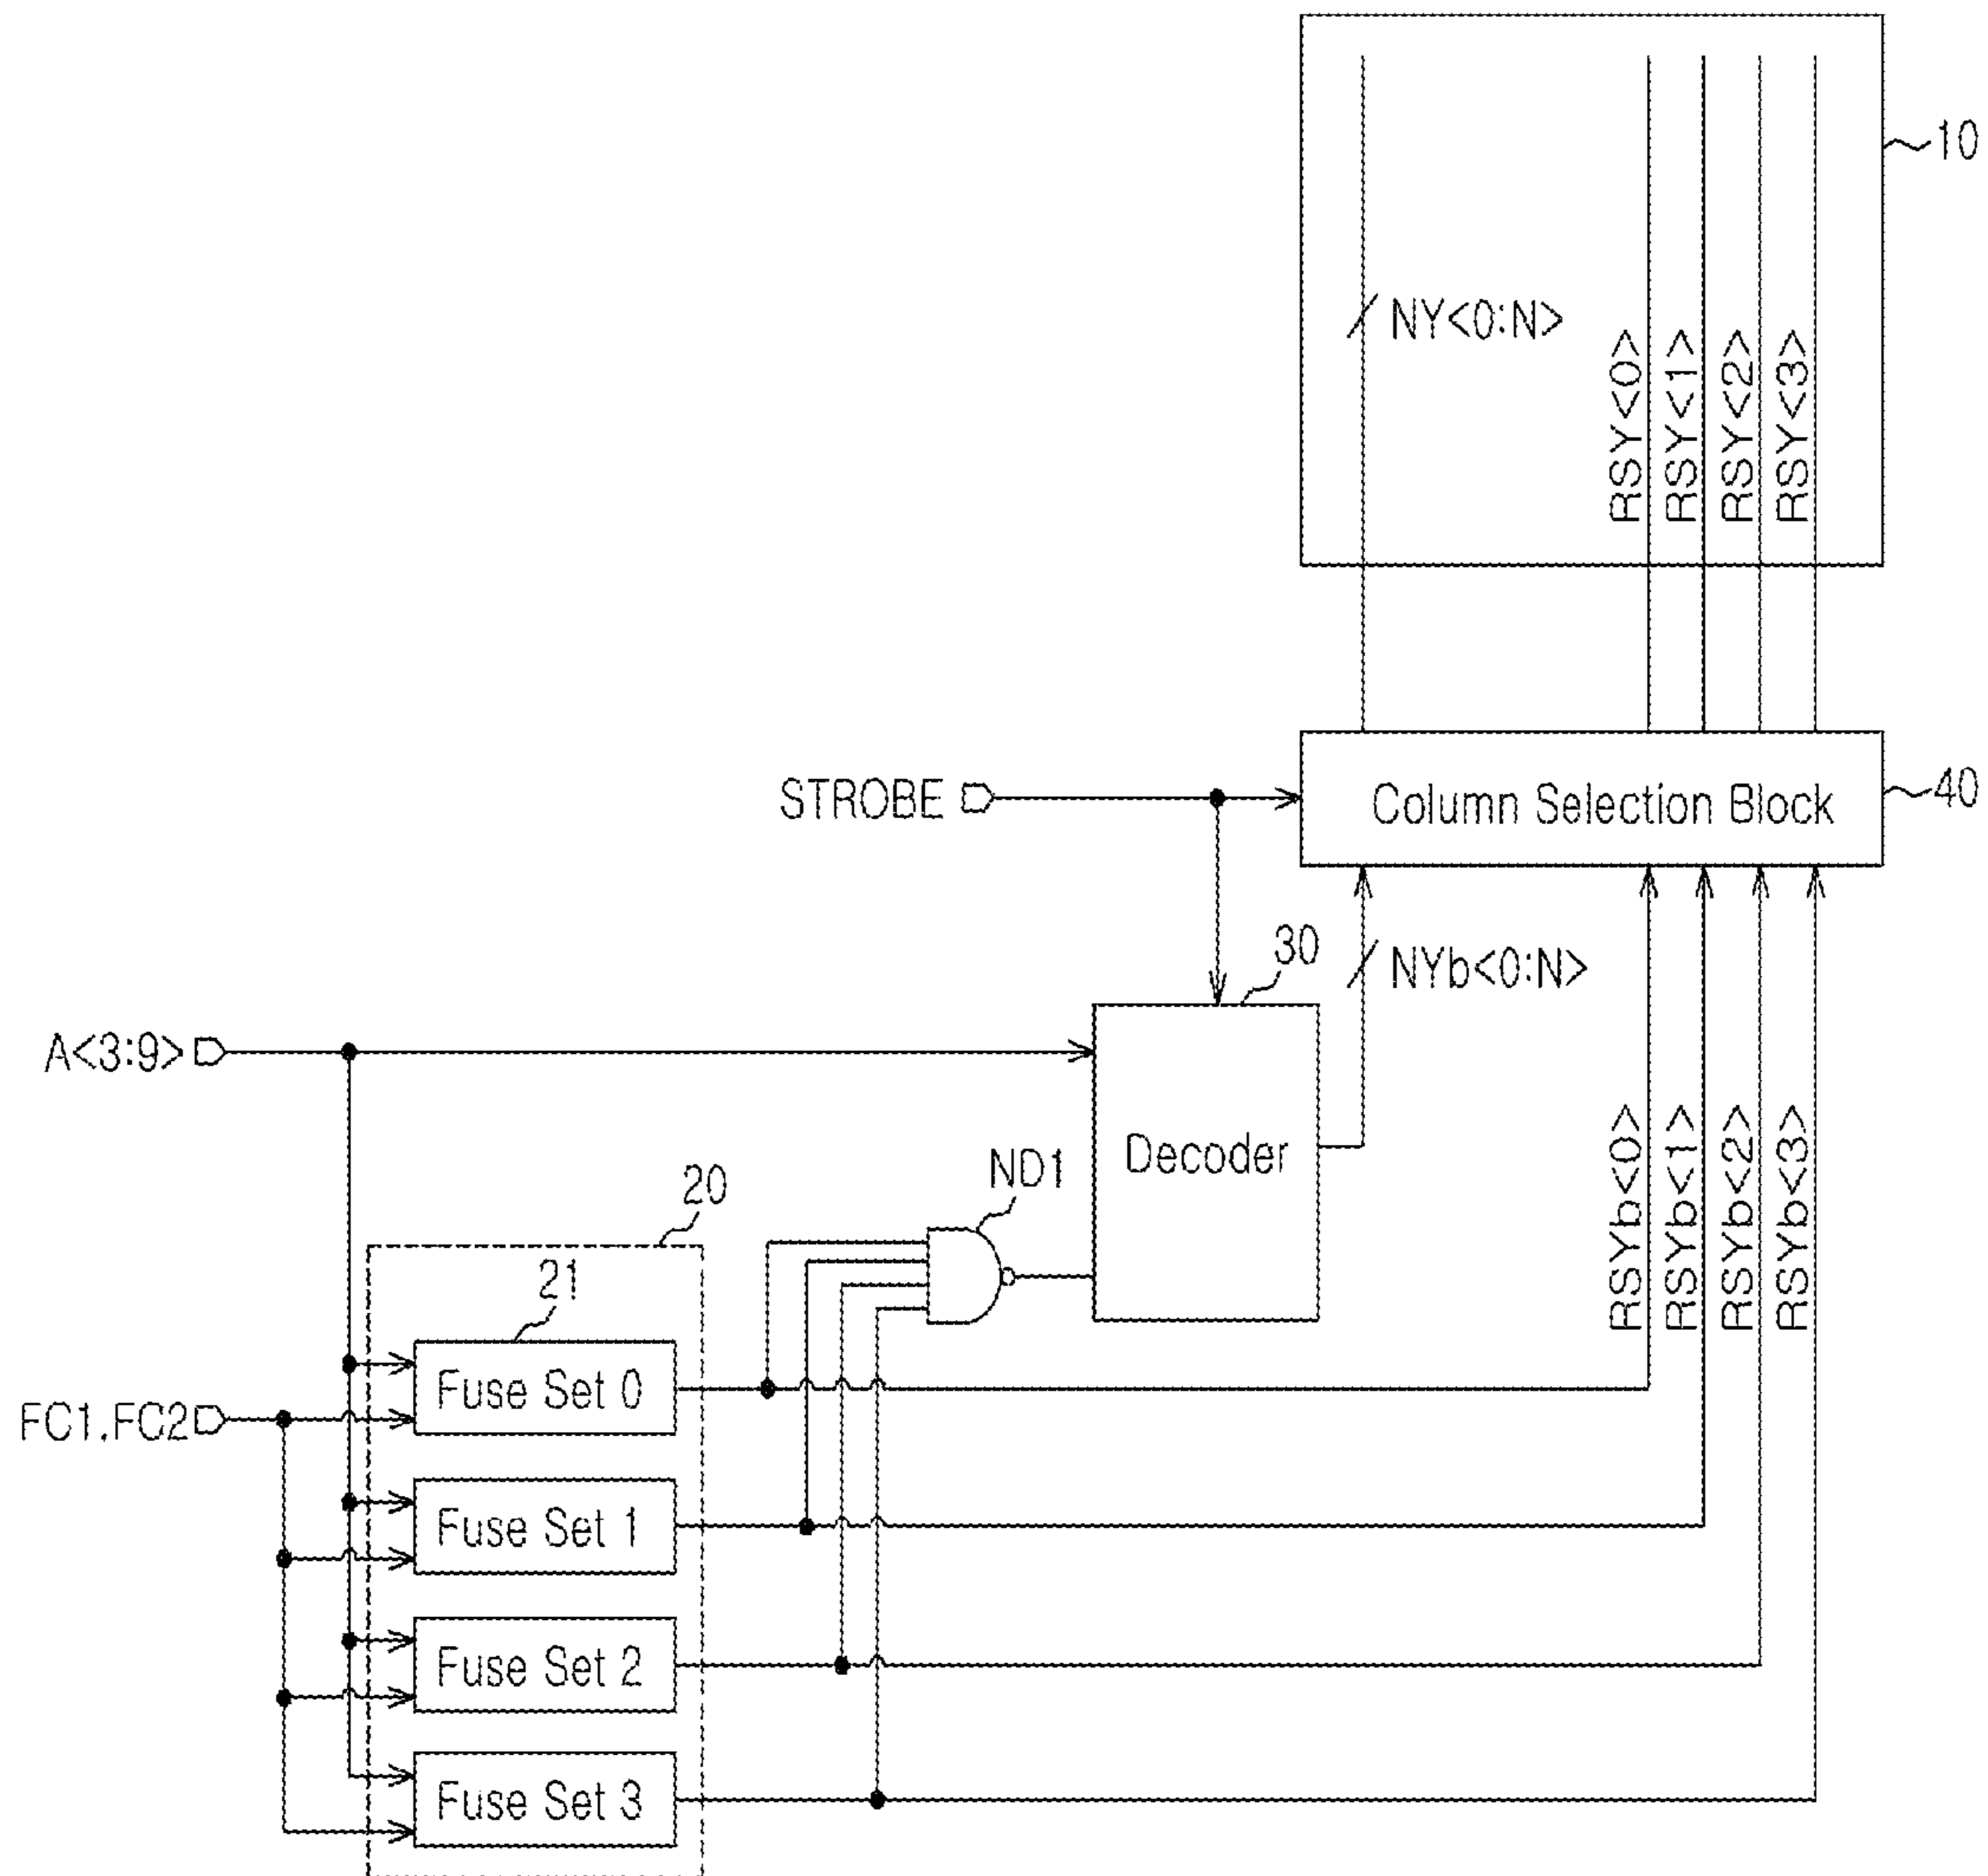 10
NY<0:N>
RSY<0>
RSY<1>
RSY<2>
RSY<3>
STROBE
Column Selection Block
40
30
NYb<0:N>
A<3:9>
Decoder
RSYb<0>
RSYb<1>
RSYb<2>
RSYb<3>
ND1
20
21
Fuse Set 0
FC1.FC2
Fuse Set 1
Fuse Set 2
Fuse Set 3